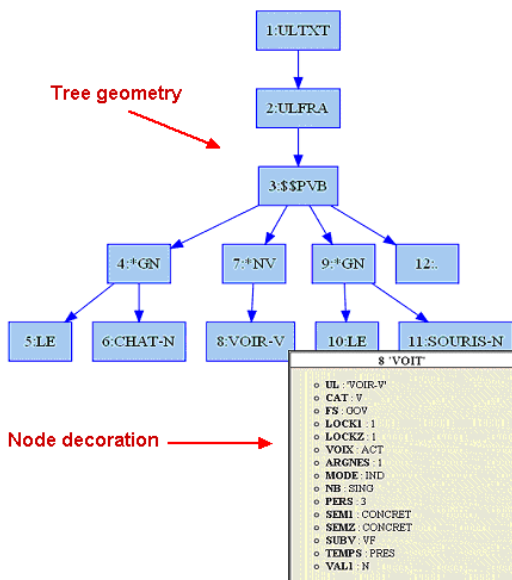 1:ULTXT
Tree geometry
2:ULFRA
3:$$PVB
4:*GN 7:*NV 9:*GN 12:.
5:LE 6:CHAT-N 8:VOIR-V 10:LE 11:SOURIS-N
8 'VOIT'
UL : 'VOIR-V'
CAT : V
FS : GOV
LOCK1 : 1
LOCKZ : 1
VOIX : ACT
ARGNES : 1
MODE : IND
NB : SING
PERS : 3
SEM1 : CONCRET
SEMZ : CONCRET
SUBV : VF
TEMPS : PRES
VAL1 : N
Node decoration